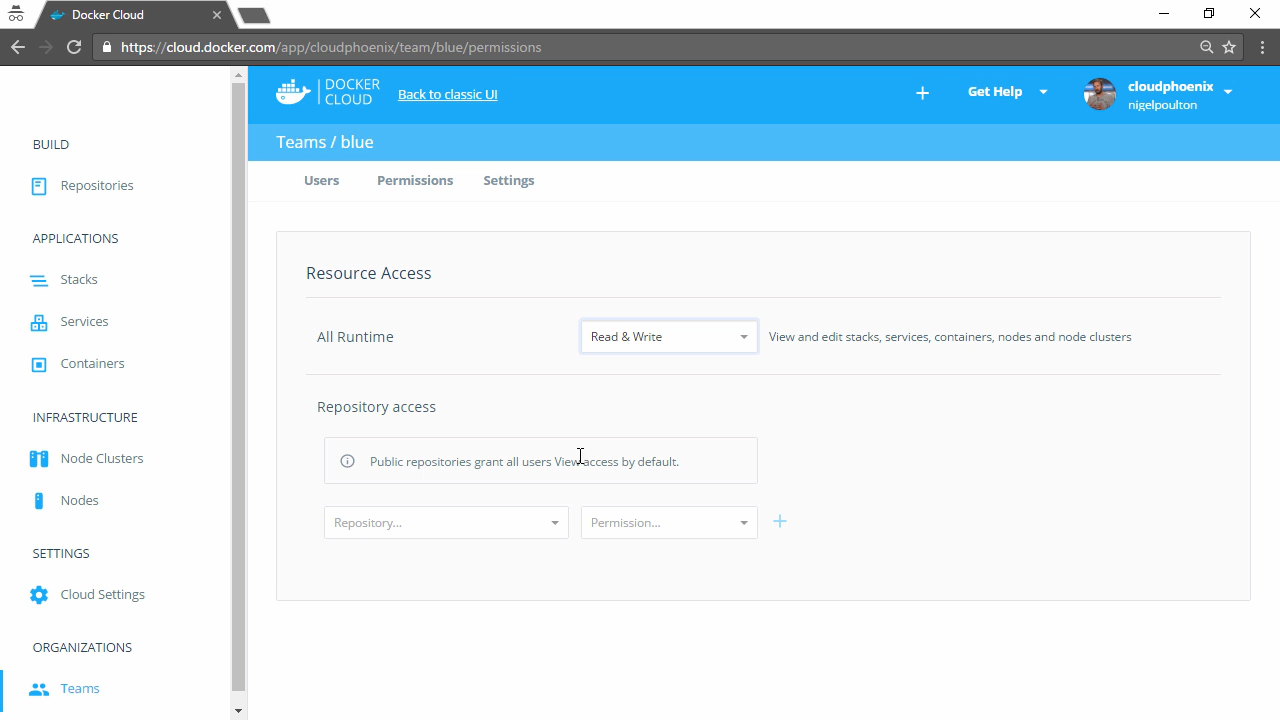 Docker Cloud
https://cloud.docker.com/app/cloudphoenix/team/blue/permissions
BUILD
Repositories
APPLICATIONS
Stacks
Services
Containers
INFRASTRUCTURE
Node Clusters
Nodes
SETTINGS
Cloud Settings
ORGANIZATIONS
Teams
DOCKER
CLOUD
Back to classic UI
Get Help
cloudphoenix
nigelpoulton
Teams / blue
Users Permissions Settings
Resource Access
All Runtime Read & Write View and edit stacks, services, containers, nodes and node clusters
Repository access
Public repositories grant all users View access by default.
Repository... Permission...